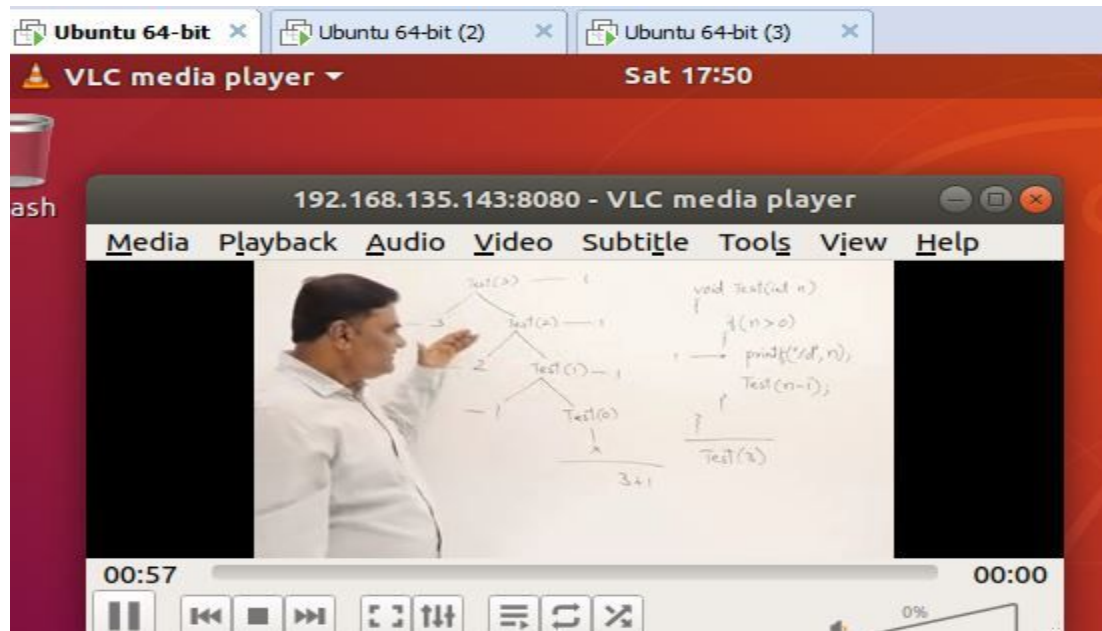 Ubuntu 64-bit
Ubuntu 64-bit (2)
Ubuntu 64-bit (3)
VLC media player
Sat 17:50
ash
192.168.135.143:8080 - VLC media player
Media Playback Audio Video Subtitle Tools View Help
Test(3) — 1
3
Test(2) — 1
2
Test(1) — 1
1
Test(0)
x
3+1
void Test(int n)
{
if(n>0)
{
1 → printf("%d", n);
Test(n-1);
}
}
Test(3)
00:57
00:00
0%